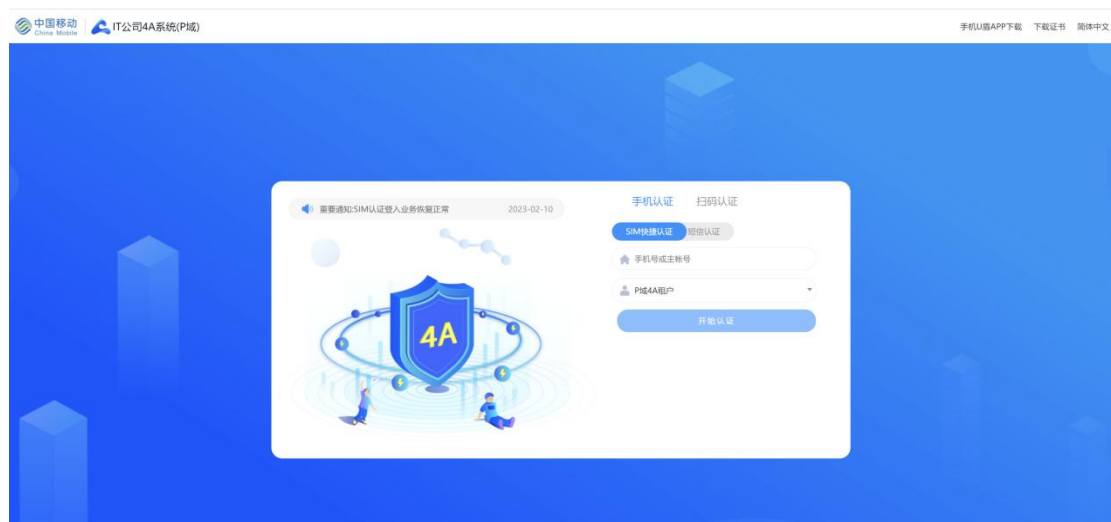 中国移动
China Mobile
IT公司4A系统(P域)
手机U盾APP下载 下载证书 简体中文
重要通知:SIM认证登入业务恢复正常 2023-02-10
4A
手机认证 扫码认证
SIM快捷认证 短信认证
手机号或主帐号
P域4A租户
开始认证